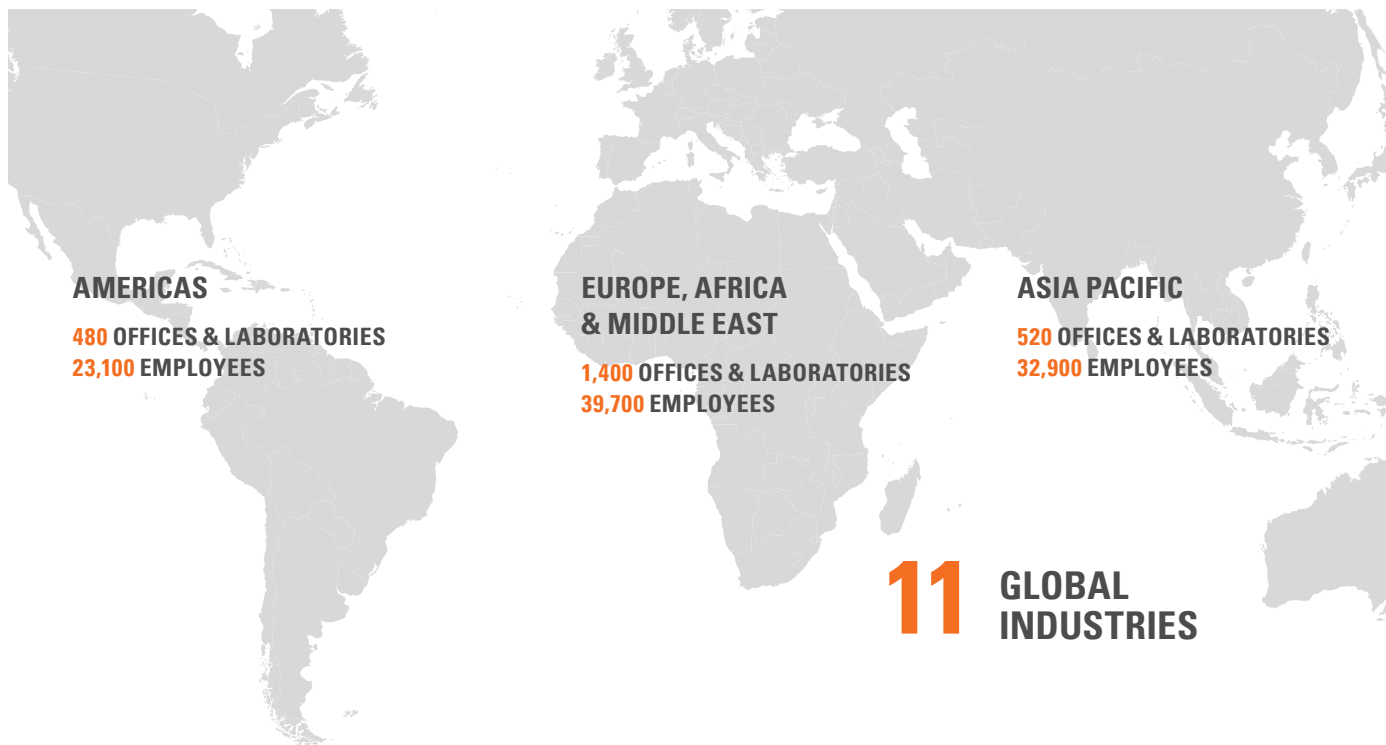 AMERICAS
480 OFFICES & LABORATORIES
23,100 EMPLOYEES
EUROPE, AFRICA
& MIDDLE EAST
1,400 OFFICES & LABORATORIES
39,700 EMPLOYEES
ASIA PACIFIC
520 OFFICES & LABORATORIES
32,900 EMPLOYEES
11 GLOBAL
INDUSTRIES